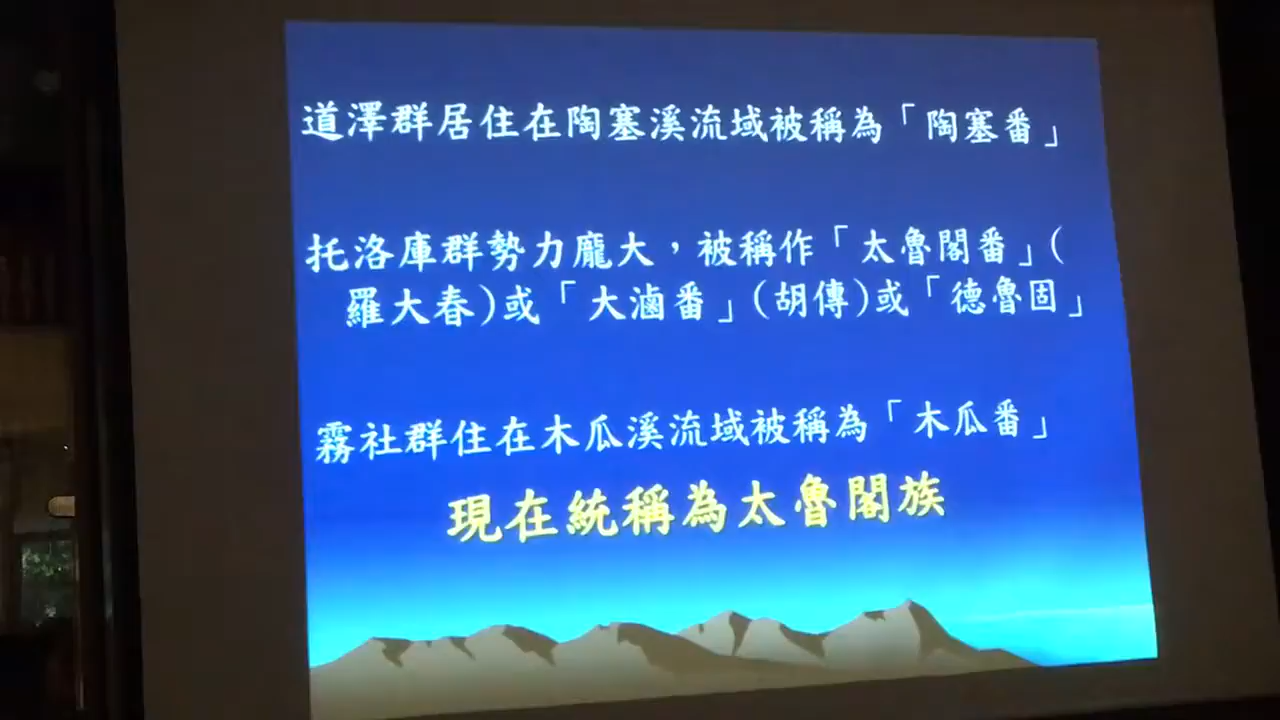 道澤群居住在陶塞溪流域被稱為「陶塞番」
托洛庫群勢力龐大，被稱作「太魯閣番」(
羅大春)或「大滷番」(胡傳)或「德魯固」
霧社群住在木瓜溪流域被稱為「木瓜番」
現在統稱為太魯閣族